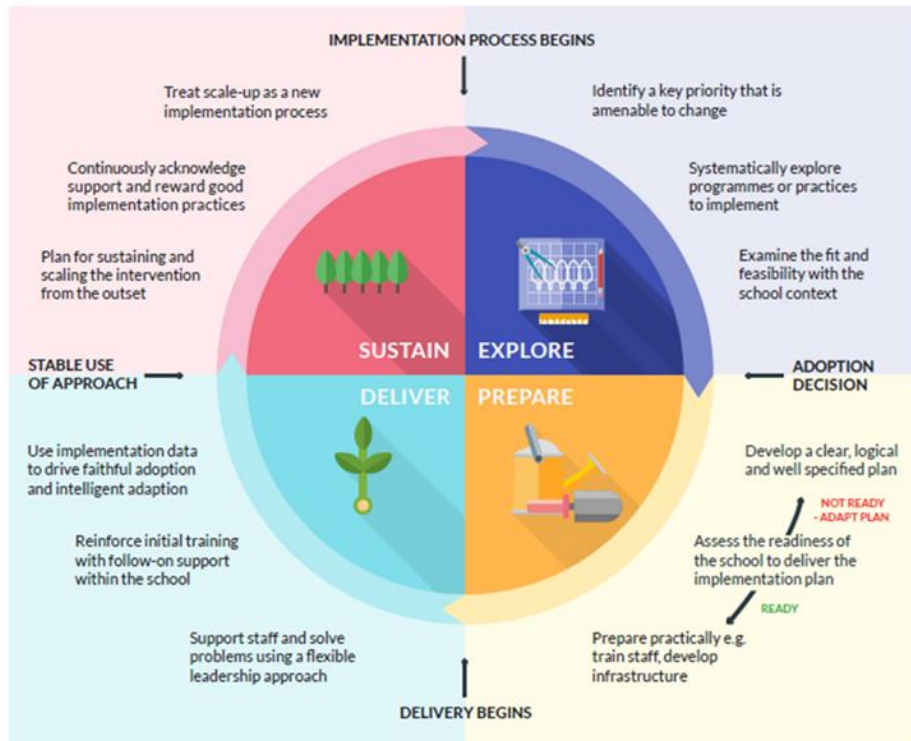 IMPLEMENTATION PROCESS BEGINS
Treat scale-up as a new
implementation process
Continuously acknowledge
support and reward good
implementation practices
Plan for sustaining and
scaling the intervention
from the outset
Identify a key priority that is
amenable to change
Systematically explore
programmes or practices
to implement
Examine the fit and
feasibility with the
school context
SUSTAIN
EXPLORE
STABLE USE
OF APPROACH
ADOPTION
DECISION
DELIVER
PREPARE
Use implementation data
to drive faithful adoption
and intelligent adaption
Reinforce initial training
with follow-on support
within the school
Support staff and solve
problems using a flexible
leadership approach
Develop a clear, logical
and well specified plan
NOT READY
- ADAPT PLAN
Assess the readiness of
the school to deliver the
implementation plan
READY
Prepare practically e.g.
train staff, develop
infrastructure
DELIVERY BEGINS